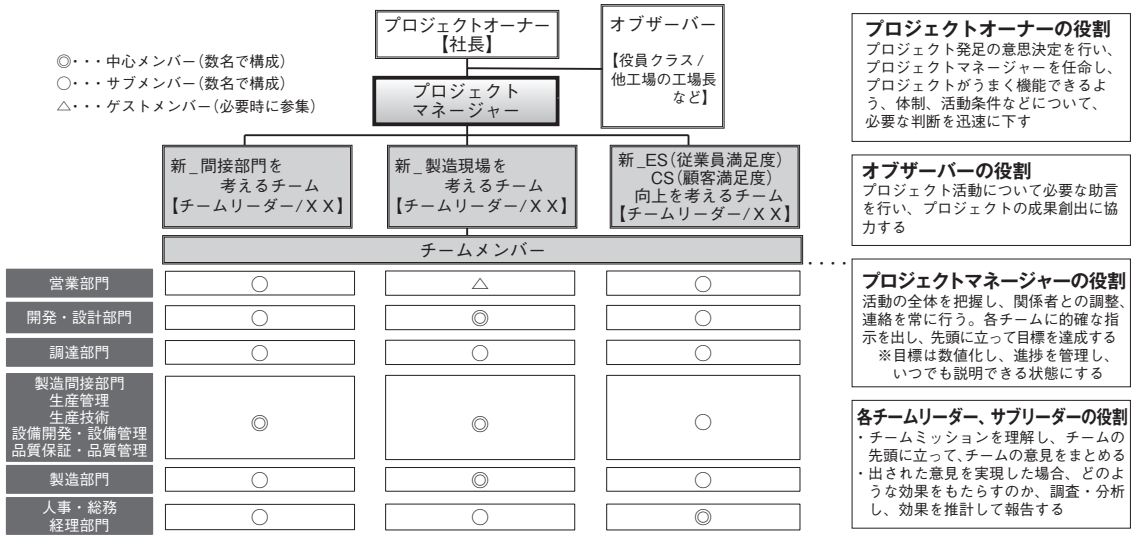 ◎・・・中心メンバー(数名で構成)
○・・・サブメンバー(数名で構成)
△・・・ゲストメンバー(必要時に参集)
プロジェクトオーナー
【社長】
プロジェクト
マネージャー
オブザーバー
【役員クラス/
他工場の工場長
など】
新_間接部門を
考えるチーム
【チームリーダー/XX】
新_製造現場を
考えるチーム
【チームリーダー/XX】
新_ES(従業員満足度)
CS(顧客満足度)
向上を考えるチーム
【チームリーダー/XX】
チームメンバー
営業部門 ○ △ ○
開発・設計部門 ○ ◎ ○
調達部門 ○ ○ ○
製造間接部門
生産管理
生産技術
設備開発・設備管理
品質保証・品質管理
◎ ◎ ○
製造部門 ○ ◎ ○
人事・総務
経理部門
○ ○ ◎
プロジェクトオーナーの役割
プロジェクト発足の意思決定を行い、
プロジェクトマネージャーを任命し、
プロジェクトがうまく機能できるよ
う、体制、活動条件などについて、
必要な判断を迅速に下す
オブザーバーの役割
プロジェクト活動について必要な助言
を行い、プロジェクトの成果創出に協
力する
・・・・
プロジェクトマネージャーの役割
活動の全体を把握し、関係者との調整、
連絡を常に行う。各チームに的確な指
示を出し、先頭に立って目標を達成する
※目標は数値化し、進捗を管理し、
いつでも説明できる状態にする
各チームリーダー、サブリーダーの役割
・チームミッションを理解し、チームの
先頭に立って、チームの意見をまとめる
・出された意見を実現した場合、どのよ
うな効果をもたらすのか、調査・分析
し、効果を推計して報告する